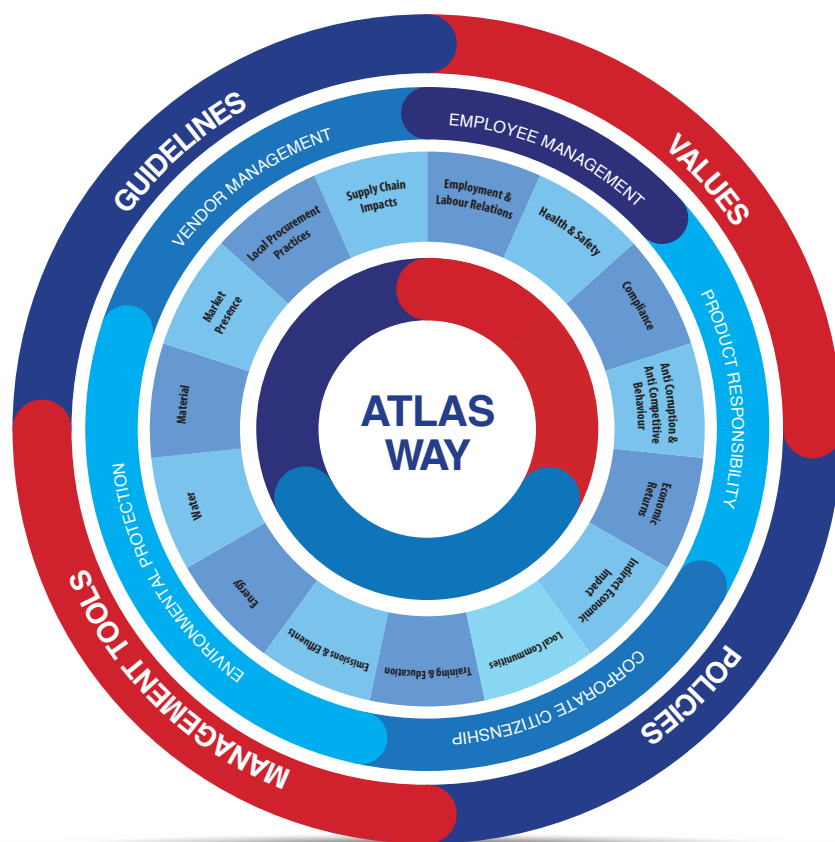 GUIDELINES
VALUES
POLICIES
MANAGEMENT TOOLS
VENDOR MANAGEMENT
EMPLOYEE MANAGEMENT
PRODUCT RESPONSIBILITY
CORPORATE CITIZENSHIP
ENVIRONMENTAL PROTECTION
Employment &
Labour Relations
Health & Safety
Compliance
Anti Corruption &
Anti Competitive
Behaviour
Economic
Returns
Indirect Economic
Impact
Local Communities
Training & Education
Emissions & Effluents
Energy
Water
Material
Market
Presence
Local Procurement
Practices
Supply Chain
Impacts
ATLAS
WAY